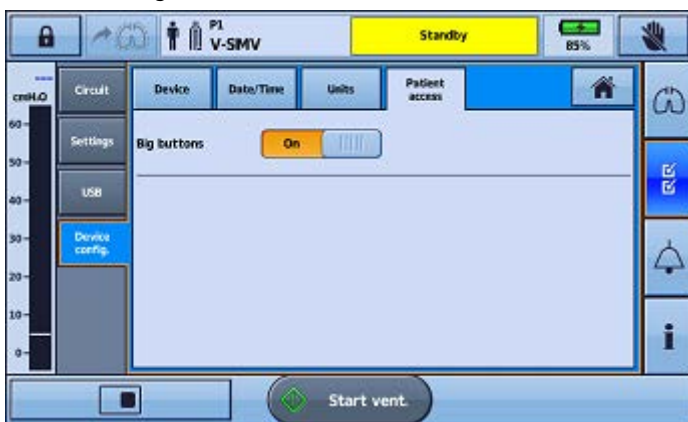 P1
V-SIMV
Standby
85%
cmH₂O
60
50
40
30
20
10
0
Circuit
Settings
USB
Device
config.
Device
Date/Time
Units
Patient
access
Big buttons
On
Start vent.
i